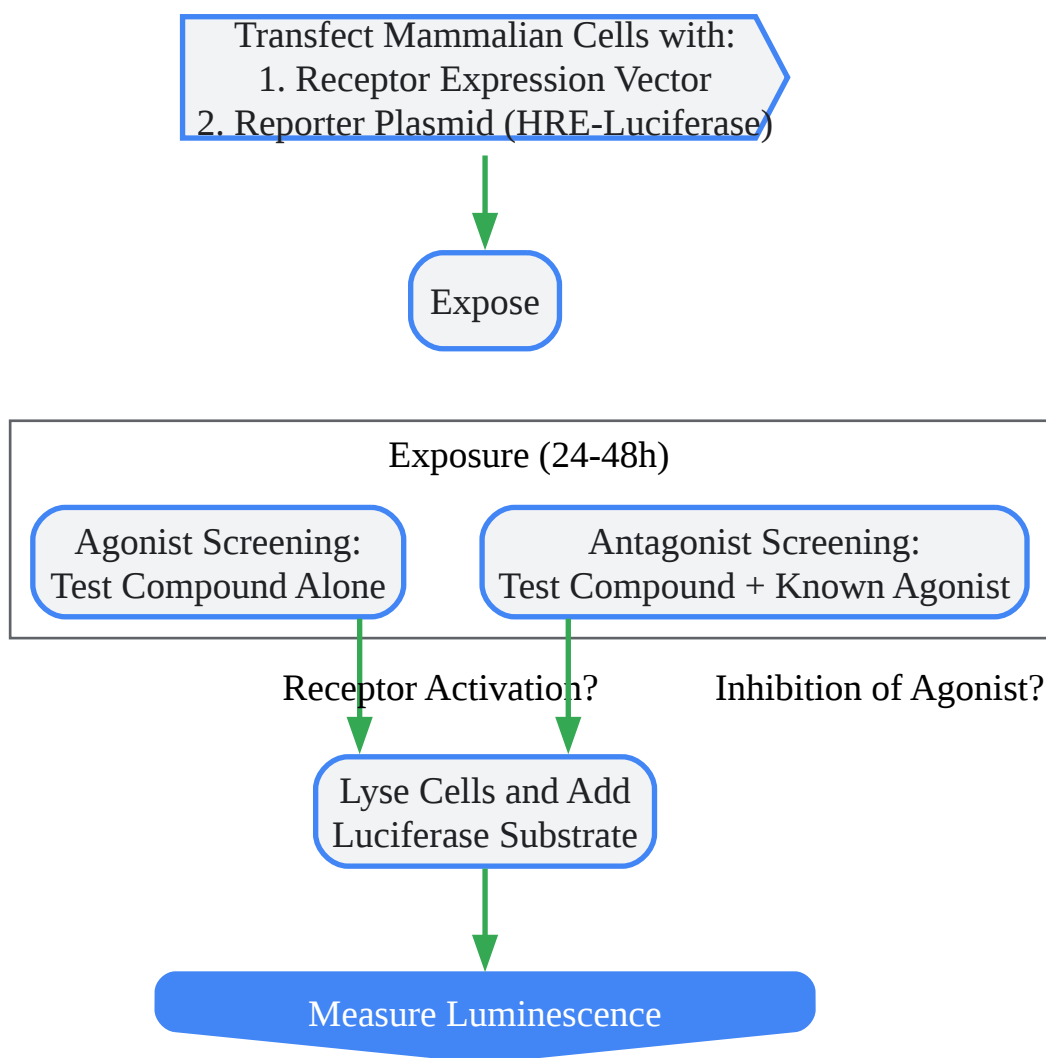 Transfect Mammalian Cells with:
1. Receptor Expression Vector
2. Reporter Plasmid (HRE-Luciferase)
Expose
Exposure (24-48h)
Agonist Screening:
Test Compound Alone
Antagonist Screening:
Test Compound + Known Agonist
Receptor Activation?
Inhibition of Agonist?
Lyse Cells and Add
Luciferase Substrate
Measure Luminescence